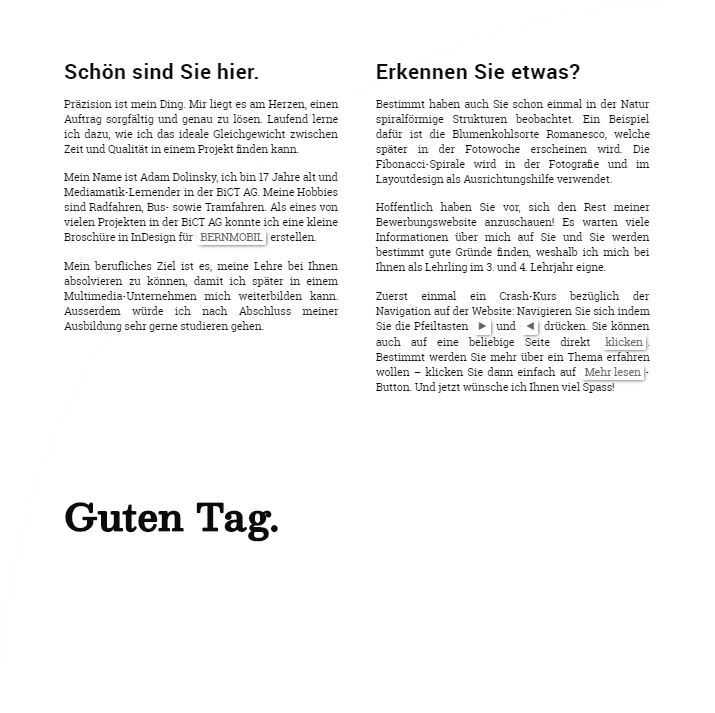 Schön sind Sie hier.
Präzision ist mein Ding. Mir liegt es am Herzen, einen
Auftrag sorgfältig und genau zu lösen. Laufend lerne
ich dazu, wie ich das ideale Gleichgewicht zwischen
Zeit und Qualität in einem Projekt finden kann.
Mein Name ist Adam Dolinsky, ich bin 17 Jahre alt und
Mediamatik-Lernender in der BiCT AG. Meine Hobbies
sind Radfahren, Bus- sowie Tramfahren. Als eines von
vielen Projekten in der BiCT AG konnte ich eine kleine
Broschüre in InDesign für BERNMOBIL erstellen.
Mein berufliches Ziel ist es, meine Lehre bei Ihnen
absolvieren zu können, damit ich später in einem
Multimedia-Unternehmen mich weiterbilden kann.
Ausserdem würde ich nach Abschluss meiner
Ausbildung sehr gerne studieren gehen.
Erkennen Sie etwas?
Bestimmt haben auch Sie schon einmal in der Natur
spiralförmige Strukturen beobachtet. Ein Beispiel
dafür ist die Blumenkohlsorte Romanesco, welche
später in der Fotowoche erscheinen wird. Die
Fibonacci-Spirale wird in der Fotografie und im
Layoutdesign als Ausrichtungshilfe verwendet.
Hoffentlich haben Sie vor, sich den Rest meiner
Bewerbungswebsite anzuschauen! Es warten viele
Informationen über mich auf Sie und Sie werden
bestimmt gute Gründe finden, weshalb ich mich bei
Ihnen als Lehrling im 3. und 4. Lehrjahr eigne.
Zuerst einmal ein Crash-Kurs bezüglich der
Navigation auf der Website: Navigieren Sie sich indem
Sie die Pfeiltasten ► und ◄ drücken. Sie können
auch auf eine beliebige Seite direkt klicken.
Bestimmt werden Sie mehr über ein Thema erfahren
wollen – klicken Sie dann einfach auf Mehr lesen-
Button. Und jetzt wünsche ich Ihnen viel Spass!
Guten Tag.